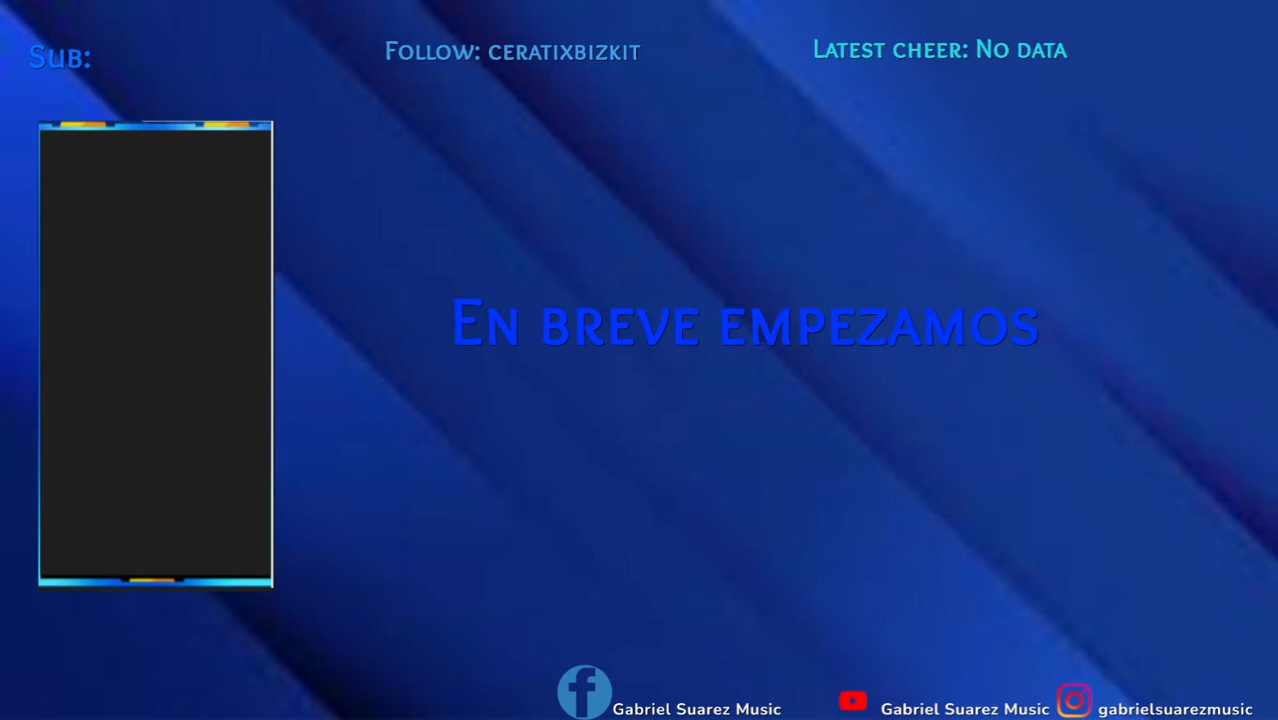 Sub:
Follow: ceratixbizkit
Latest cheer: No data
En breve empezamos
Gabriel Suarez Music
Gabriel Suarez Music
gabrielsuarezmusic